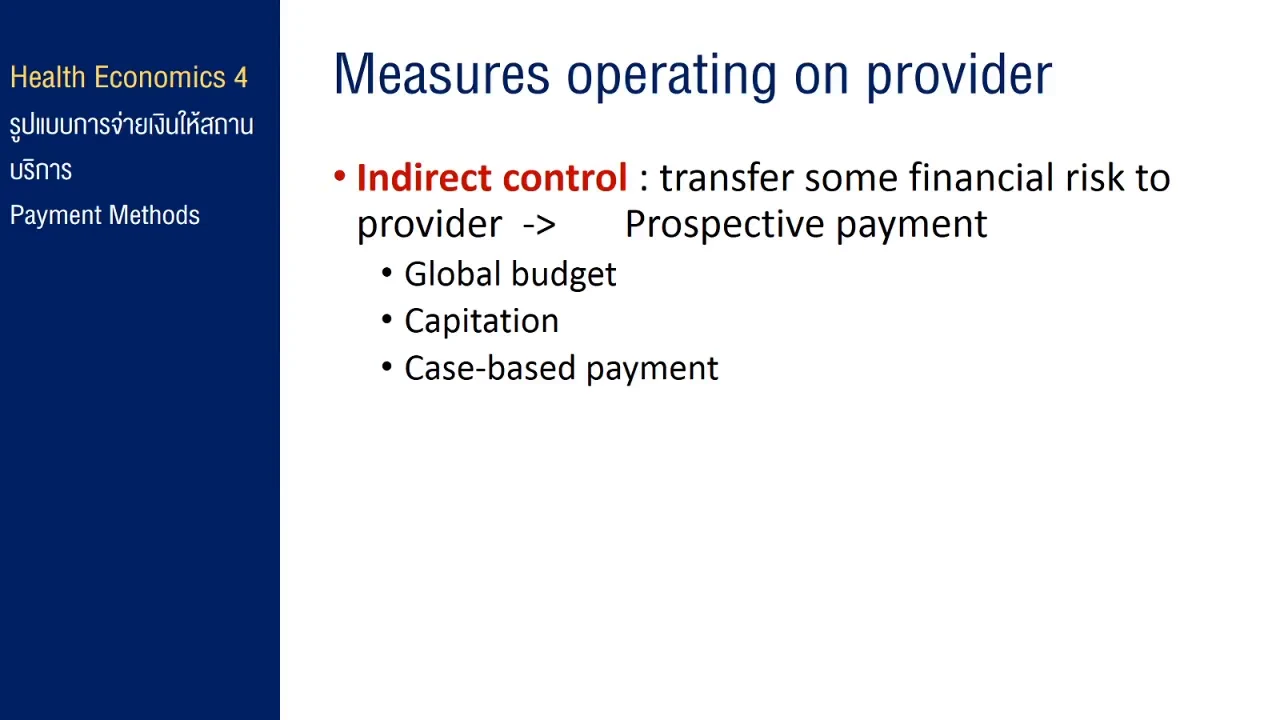 Health Economics 4
รูปแบบการจ่ายเงินให้สถาน
บริการ
Payment Methods
Measures operating on provider
• Indirect control : transfer some financial risk to
provider -> Prospective payment
• Global budget
• Capitation
• Case-based payment